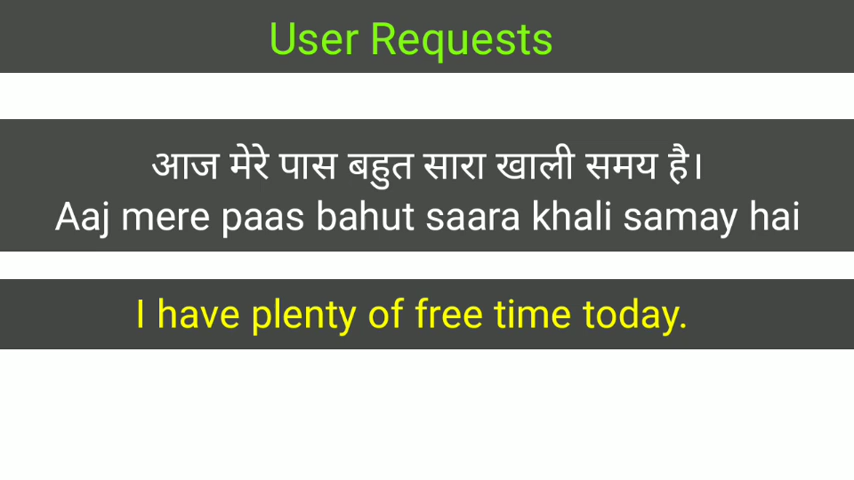 User Requests
आज मेरे पास बहुत सारा खाली समय है।
Aaj mere paas bahut saara khali samay hai
I have plenty of free time today.